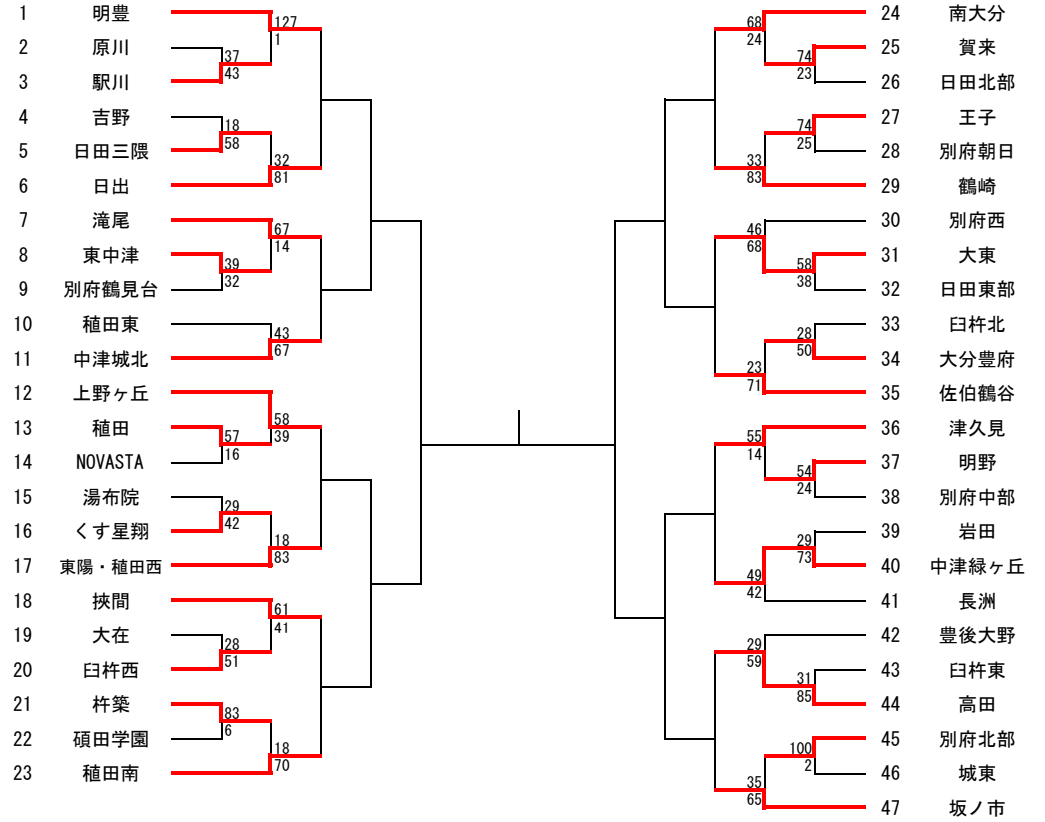 1 明豊
127
1
2 原川
37
43
3 駅川
4 吉野
18
58
5 日田三隈
32
81
6 日出
7 滝尾
67
14
8 東中津
39
32
9 別府鶴見台
10 稙田東
43
67
11 中津城北
12 上野ヶ丘
58
39
13 稙田
57
16
14 NOVASTA
15 湯布院
29
42
16 くす星翔
18
83
17 東陽・稙田西
18 挾間
61
41
19 大在
28
51
20 臼杵西
21 杵築
83
6
22 碩田学園
18
70
23 稙田南
68
24
24 南大分
74
23
25 賀来
26 日田北部
74
25
27 王子
28 別府朝日
33
83
29 鶴崎
46
68
30 別府西
58
38
31 大東
32 日田東部
28
50
33 臼杵北
34 大分豊府
23
71
35 佐伯鶴谷
55
14
36 津久見
54
24
37 明野
38 別府中部
29
73
39 岩田
40 中津緑ヶ丘
49
42
41 長洲
29
59
42 豊後大野
31
85
43 臼杵東
44 高田
100
2
45 別府北部
46 城東
35
65
47 坂ノ市